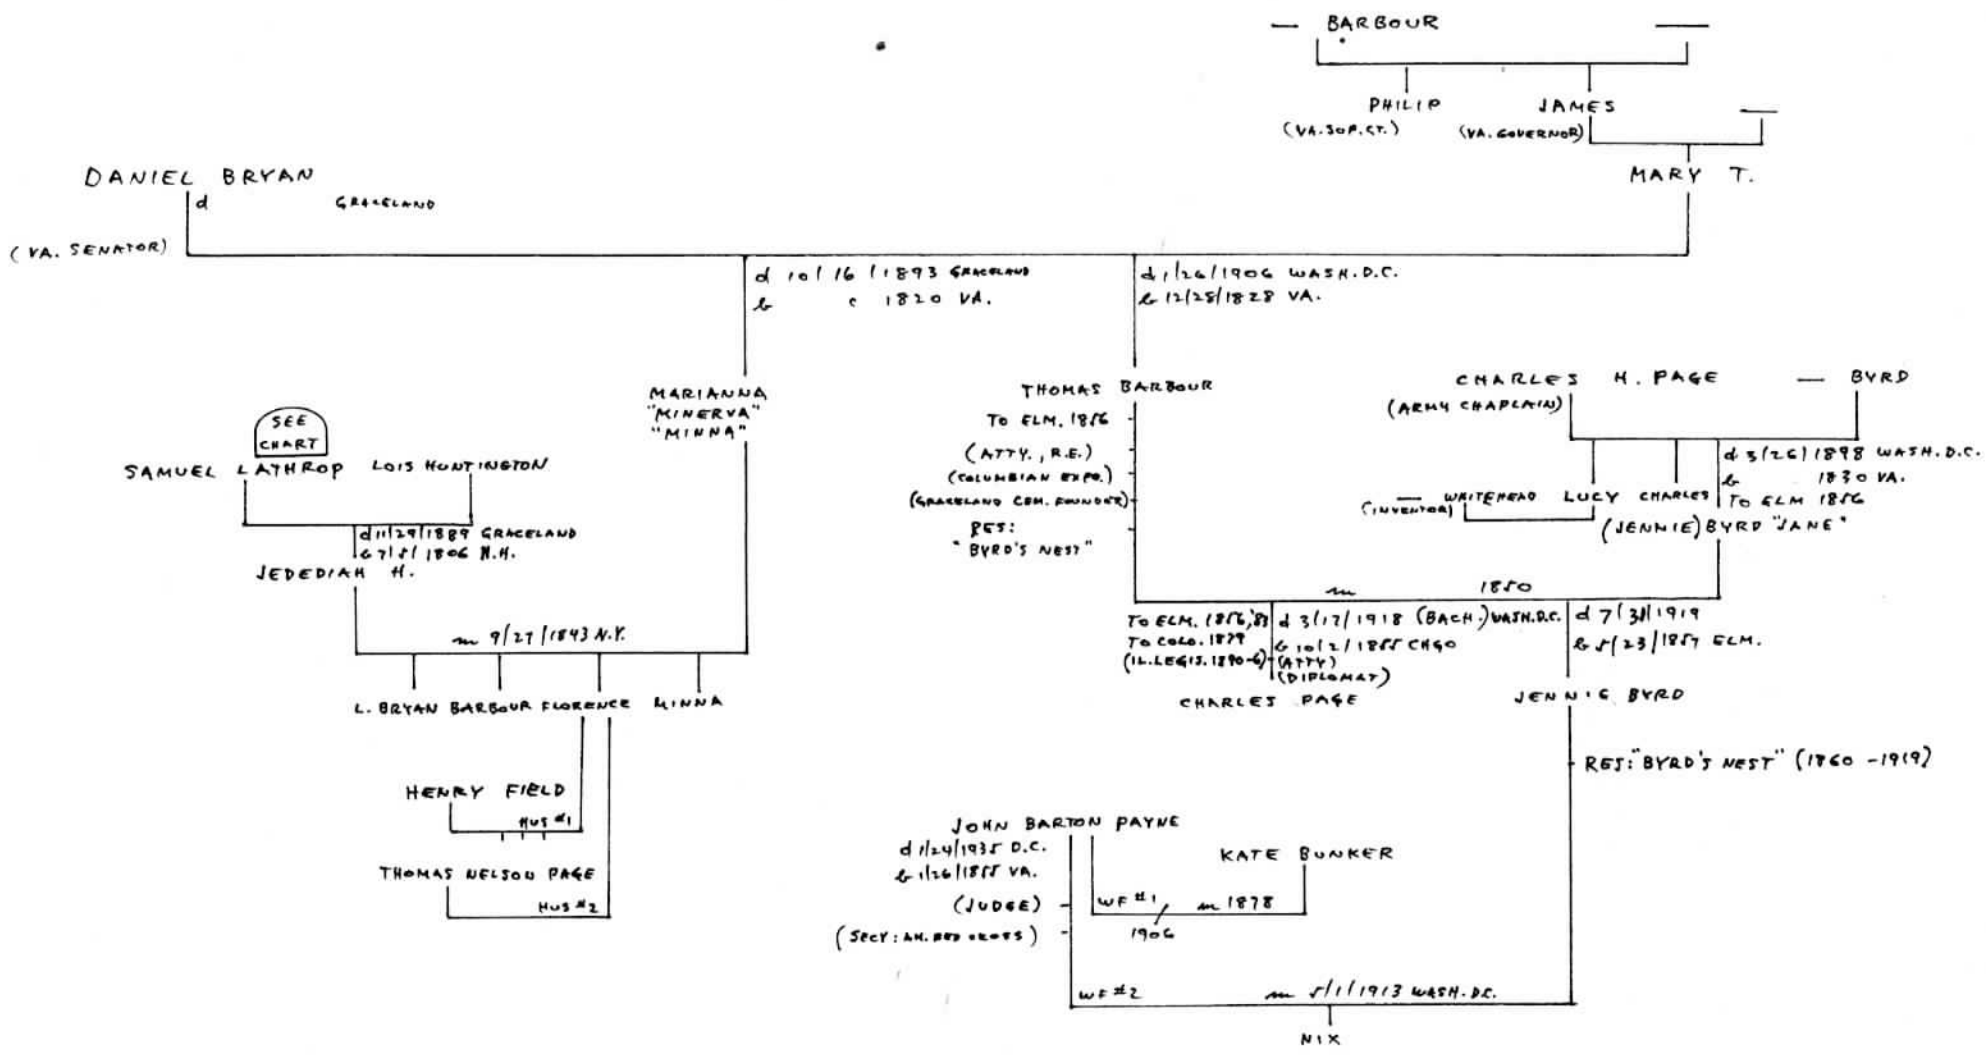 — BARBOUR —
PHILIP JAMES —
(VA. SUP. CT.) (VA. GOVERNOR)
MARY T.
DANIEL BRYAN
d GRACELAND
(VA. SENATOR)
d 10/16/1893 GRACELAND
b c 1820 VA.
d 1/26/1906 WASH. D.C.
b 12/28/1828 VA.
MARIANNA
"MINERVA"
"MINNA"
SEE
CHART
SAMUEL LATHROP LOIS HUNTINGTON
d 11/29/1889 GRACELAND
b 7/5/1806 N.H.
JEDEDIAH H.
m 9/27/1843 N.Y.
L. BRYAN BARBOUR FLORENCE MINNA
HENRY FIELD
HUS #1
THOMAS NELSON PAGE
HUS #2
THOMAS BARBOUR
TO ELM. 1856
(ATTY., R.E.)
(COLUMBIAN EXPO.)
(GRACELAND CEM. FOUNDER)
RES:
"BYRD'S NEST"
CHARLES H. PAGE — BYRD
(ARMY CHAPLAIN)
d 3/26/1898 WASH. D.C.
b 1830 VA.
TO ELM 1856
— WHITEHEAD LUCY CHARLES
(INVENTOR)
(JENNIE) BYRD "JANE"
m 1850
TO ELM. 1856,
TO COLO. 1879
(IL. LEGIS. 1890-6)
d 3/17/1918 (BACH.) WASH. D.C.
b 10/2/1855 CHGO
(ATTY)
(DIPLOMAT)
CHARLES PAGE
d 7/31/1919
b 5/23/1857 ELM.
JENNIE BYRD
RES: "BYRD'S NEST" (1860-1919)
JOHN BARTON PAYNE
d 1/24/1935 D.C.
b 1/26/1855 VA.
(JUDGE)
(SECY: AM. RED CROSS)
KATE BUNKER
WF #1 m 1878
1906
WF #2 m 5/1/1913 WASH. D.C.
NIX